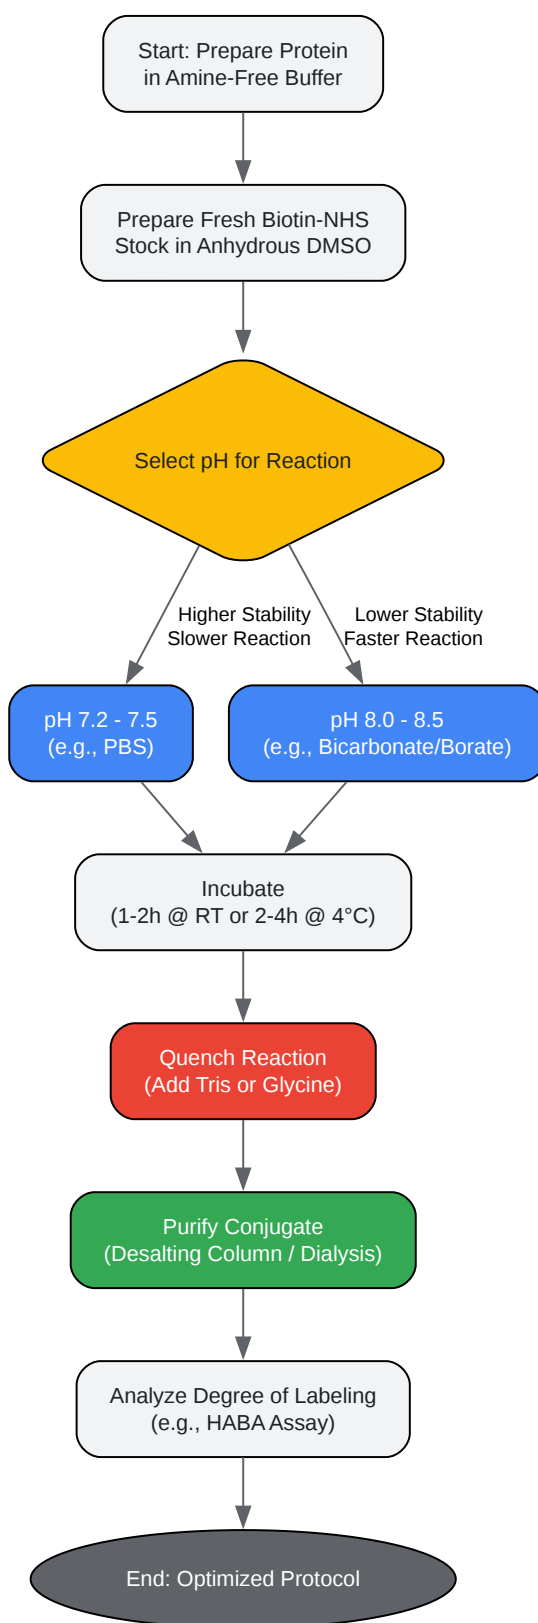 Start: Prepare Protein
in Amine-Free Buffer
Prepare Fresh Biotin-NHS
Stock in Anhydrous DMSO
Select pH for Reaction
Higher Stability
Slower Reaction
Lower Stability
Faster Reaction
pH 7.2 - 7.5
(e.g., PBS)
pH 8.0 - 8.5
(e.g., Bicarbonate/Borate)
Incubate
(1-2h @ RT or 2-4h @ 4°C)
Quench Reaction
(Add Tris or Glycine)
Purify Conjugate
(Desalting Column / Dialysis)
Analyze Degree of Labeling
(e.g., HABA Assay)
End: Optimized Protocol